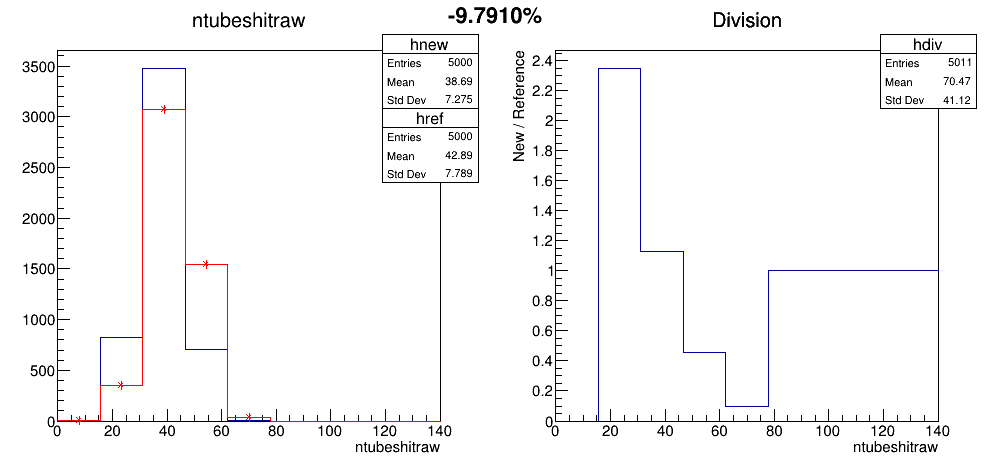 -9.7910%
ntubeshitraw
hnew
Entries 5000
Mean 38.69
Std Dev 7.275
href
Entries 5000
Mean 42.89
Std Dev 7.789
3500
3000
2500
2000
1500
1000
500
0
0 20 40 60 80 100 120 140
ntubeshitraw
Division
hdiv
Entries 5011
Mean 70.47
Std Dev 41.12
New / Reference
2.4
2.2
2
1.8
1.6
1.4
1.2
1
0.8
0.6
0.4
0.2
0
0 20 40 60 80 100 120 140
ntubeshitraw